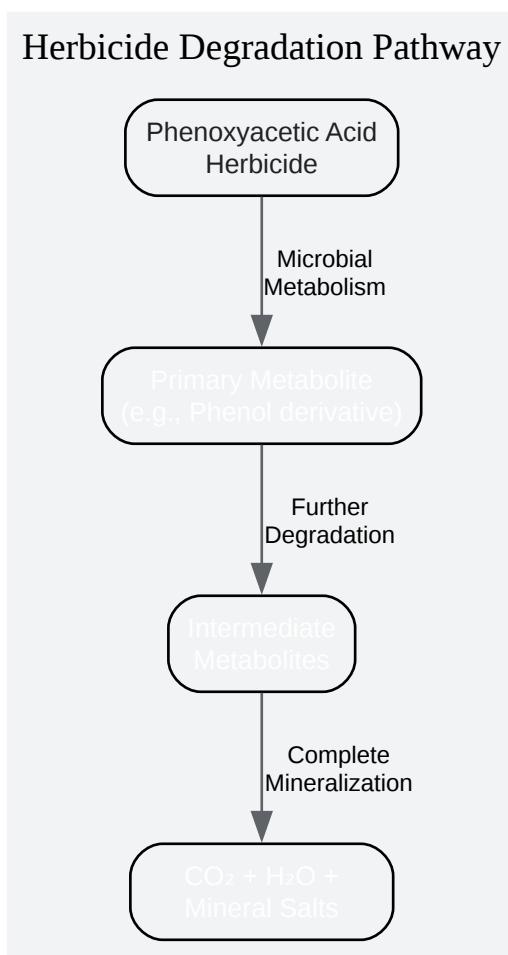 Herbicide Degradation Pathway
Phenoxyacetic Acid
Herbicide
Microbial
Metabolism
Primary Metabolite
(e.g., Phenol derivative)
Further
Degradation
Intermediate
Metabolites
Complete
Mineralization
CO₂ + H₂O +
Mineral Salts